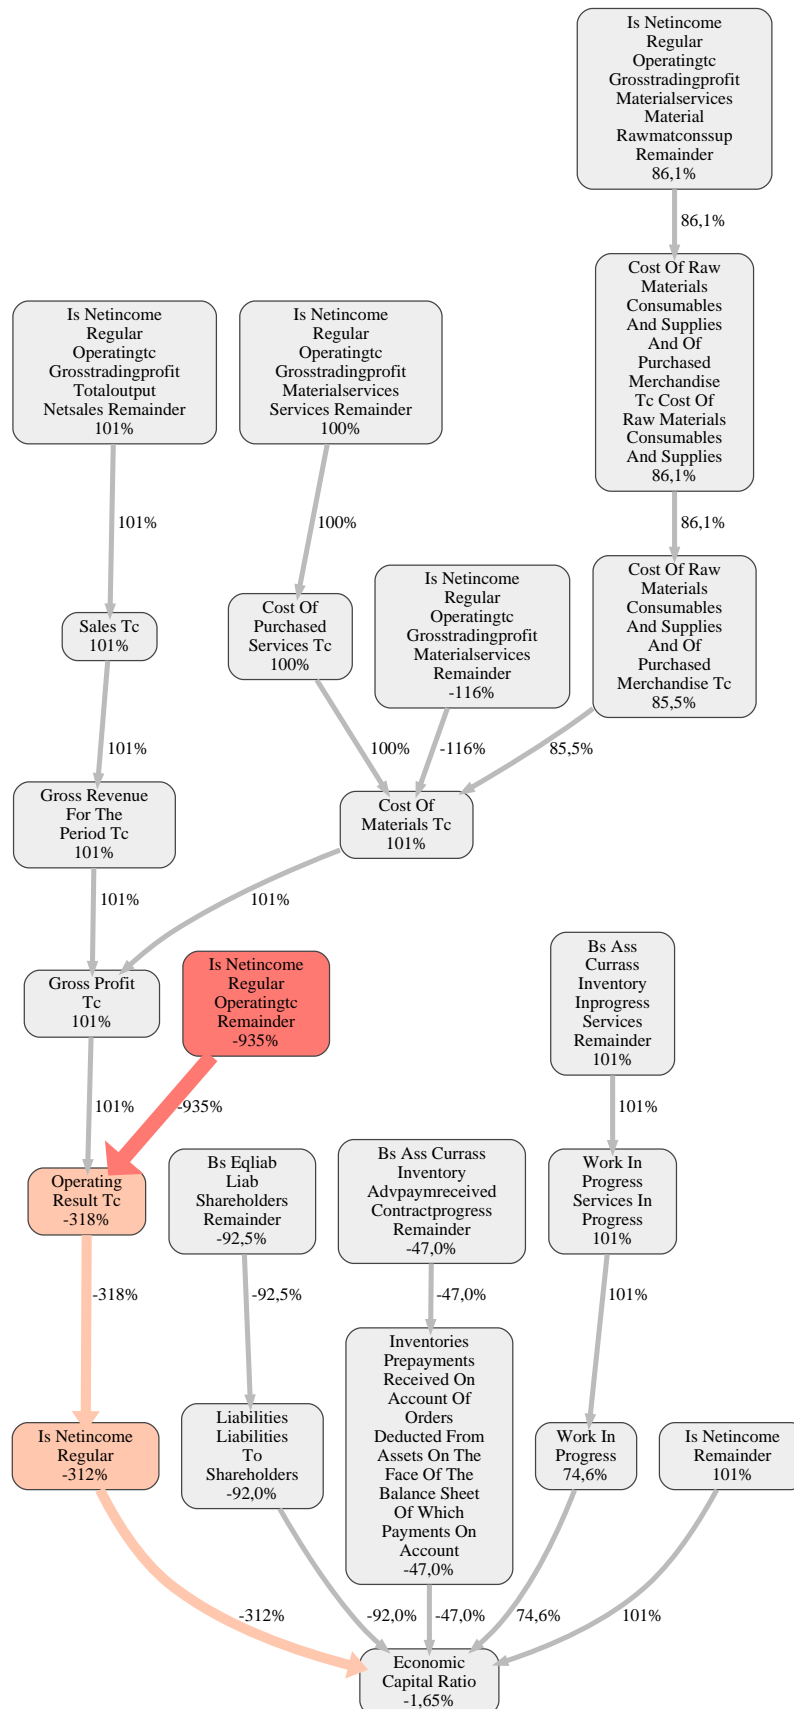 Is Netincome
Regular
Operatingtc
Grosstradingprofit
Materialservices
Material
Rawmatconssup
Remainder
86,1%
86,1%
Cost Of Raw
Materials
Consumables
And Supplies
And Of
Purchased
Merchandise
Tc Cost Of
Raw Materials
Consumables
And Supplies
86,1%
Is Netincome
Regular
Operatingtc
Grosstradingprofit
Totaloutput
Netsales Remainder
101%
Is Netincome
Regular
Operatingtc
Grosstradingprofit
Materialservices
Services Remainder
100%
101%
100%
86,1%
Sales Tc
101%
Cost Of
Purchased
Services Tc
100%
Is Netincome
Regular
Operatingtc
Grosstradingprofit
Materialservices
Remainder
-116%
Cost Of Raw
Materials
Consumables
And Supplies
And Of
Purchased
Merchandise Tc
85,5%
101%
100%
-116%
85,5%
Gross Revenue
For The
Period Tc
101%
Cost Of
Materials Tc
101%
101%
101%
Gross Profit
Tc
101%
Is Netincome
Regular
Operatingtc
Remainder
-935%
Bs Ass
Currass
Inventory
Inprogress
Services
Remainder
101%
101%
-935%
101%
Operating
Result Tc
-318%
Bs Eqliab
Liab
Shareholders
Remainder
-92,5%
Bs Ass Currass
Inventory
Advpaymreceived
Contractprogress
Remainder
-47,0%
Work In
Progress
Services In
Progress
101%
-318%
-92,5%
-47,0%
101%
Is Netincome
Regular
-312%
Liabilities
Liabilities
To
Shareholders
-92,0%
Inventories
Prepayments
Received On
Account Of
Orders
Deducted From
Assets On The
Face Of The
Balance Sheet
Of Which
Payments On
Account
-47,0%
Work In
Progress
74,6%
Is Netincome
Remainder
101%
-312%
-92,0%
-47,0%
74,6%
101%
Economic
Capital Ratio
-1,65%